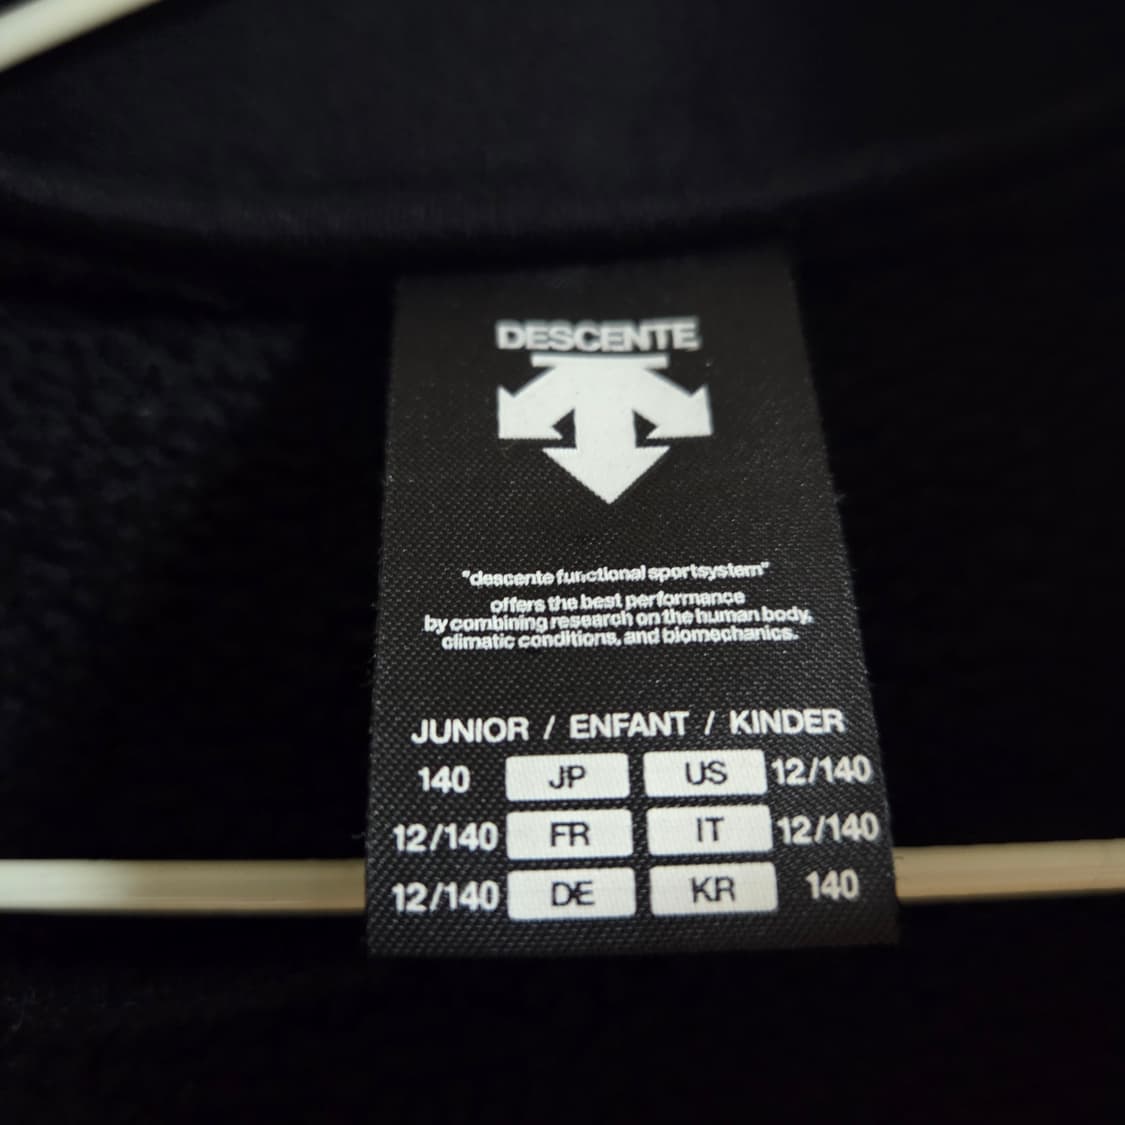 DESCENTE
"descente functional sportsystem"
offers the best performance
by combining research on the human body,
climatic conditions, and biomechanics.
JUNIOR / ENFANT / KINDER
140 JP US 12/140
12/140 FR IT 12/140
12/140 DE KR 140